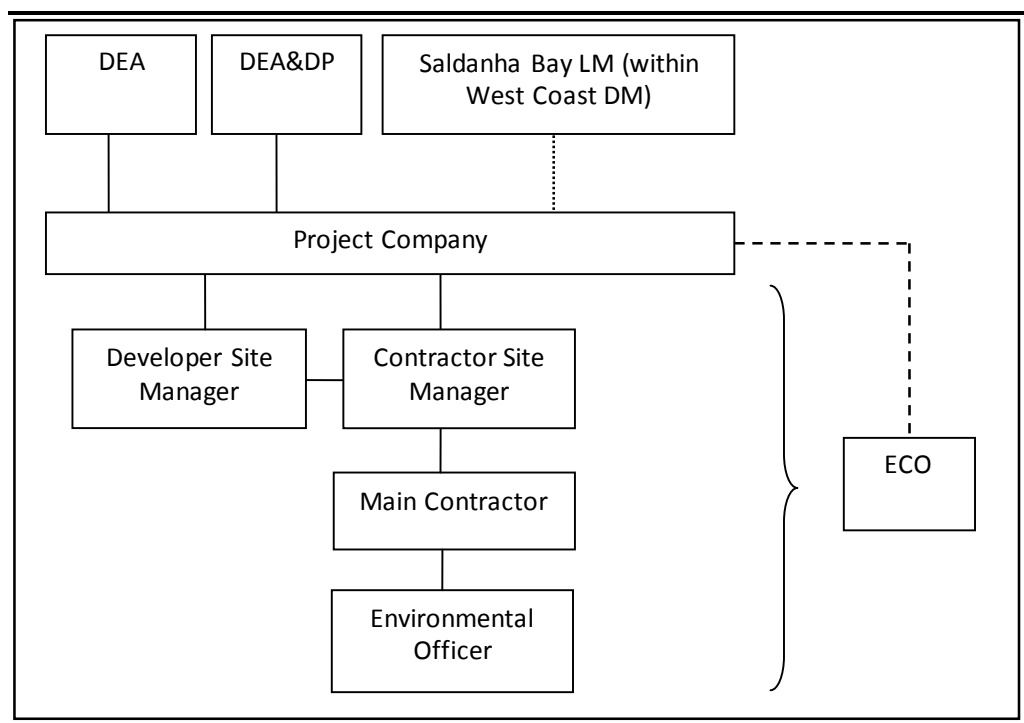 DEA
DEA&DP
Saldanha Bay LM (within
West Coast DM)
Project Company
Developer Site
Manager
Contractor Site
Manager
ECO
Main Contractor
Environmental
Officer